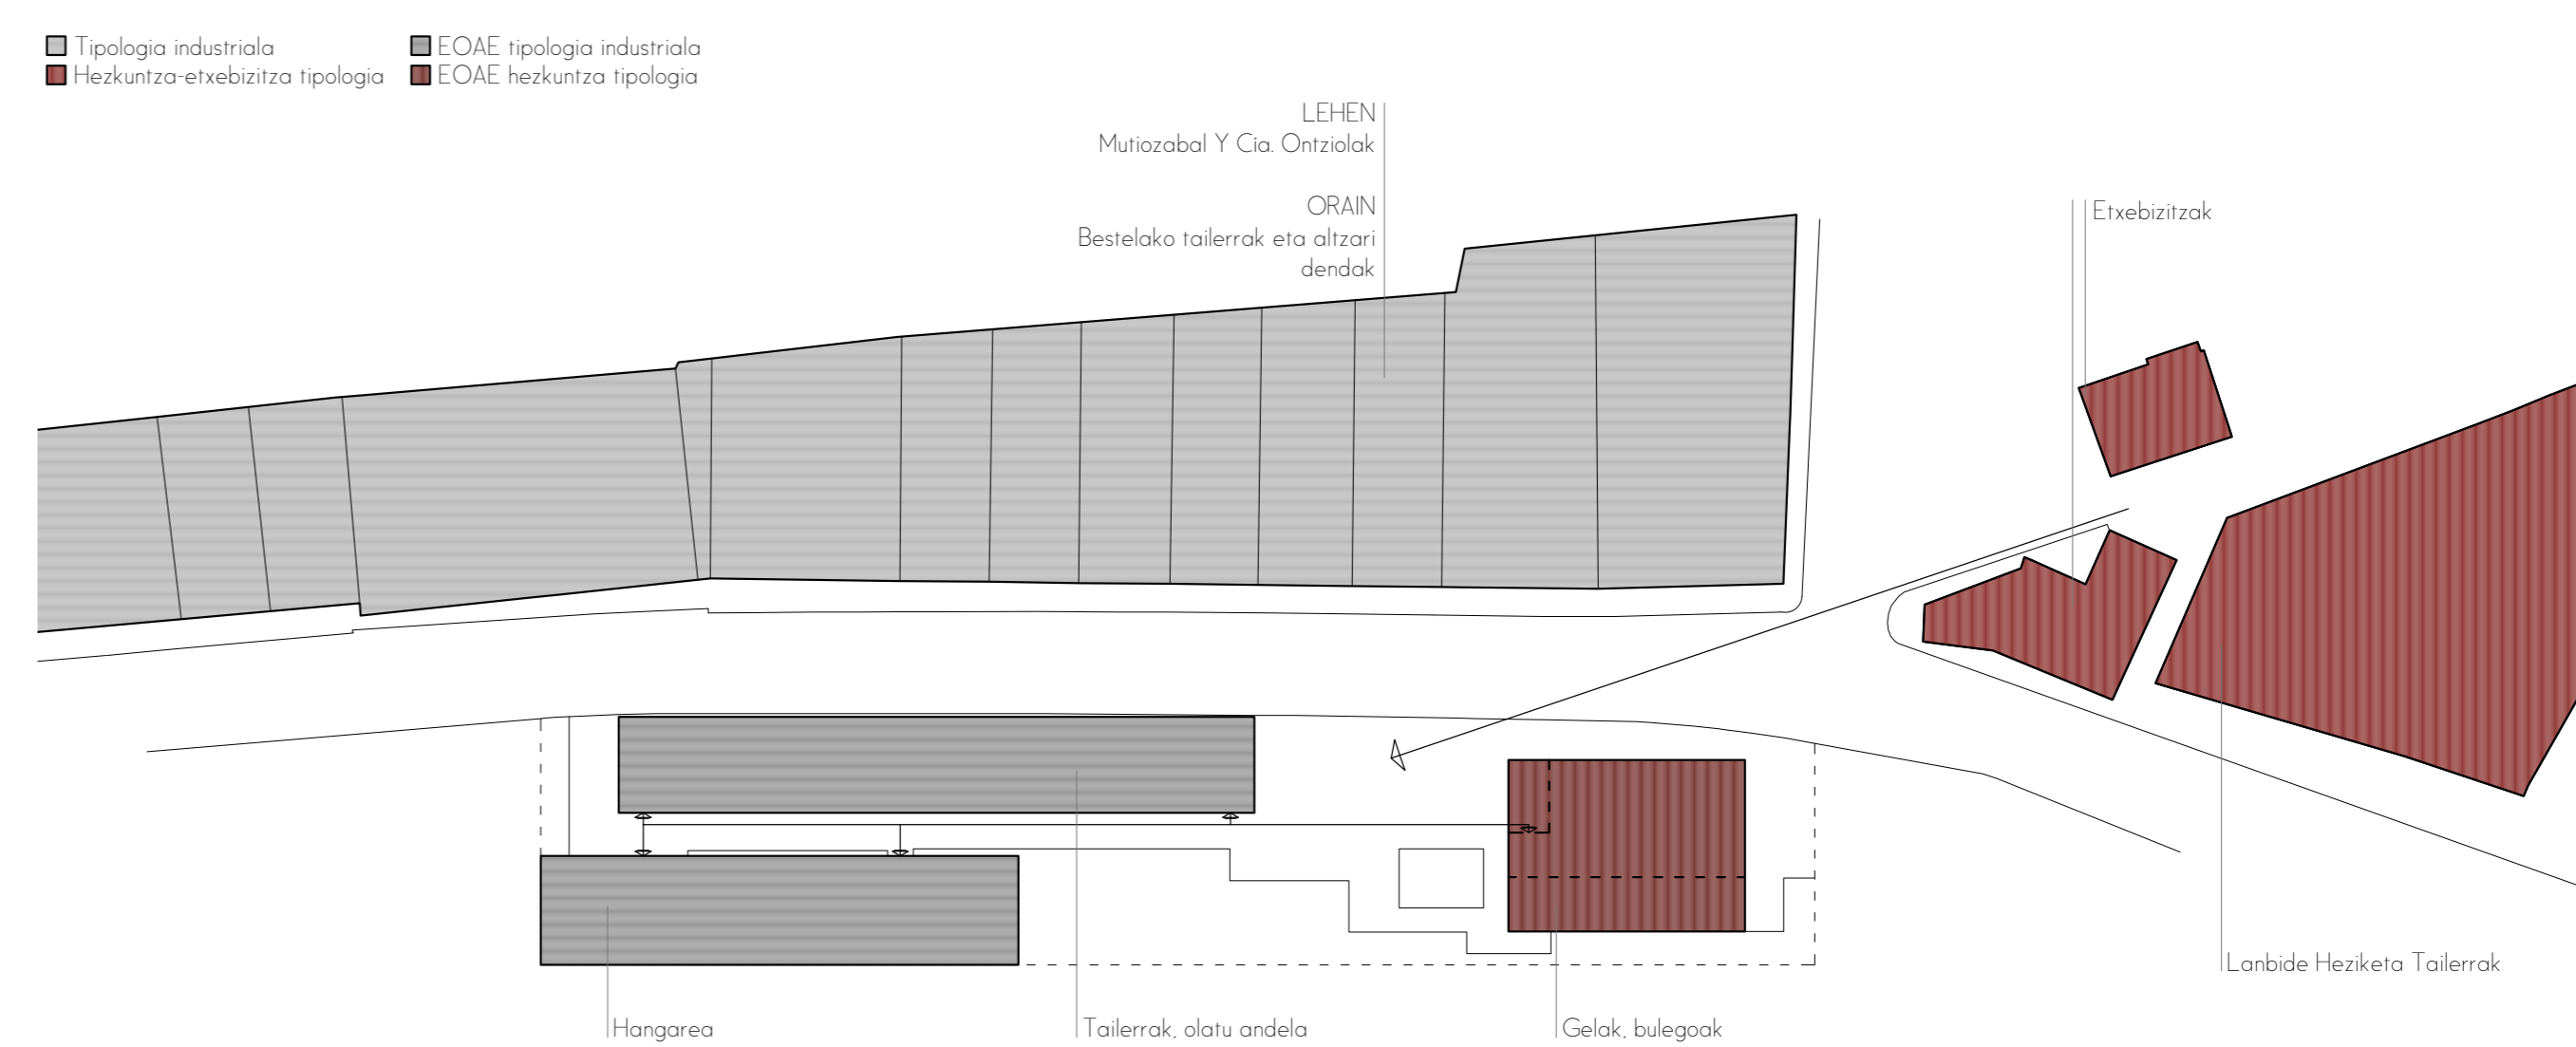 Tipologia industriala
Hezkuntza-etxebizitza tipologia
EOAE tipologia industriala
EOAE hezkuntza tipologia
LEHEN
Mutiozabal Y Cia. Ontziolak
ORAIN
Bestelako tailerrak eta altzari
dendak
Etxebizitzak
Lanbide Heziketa Tailerrak
Hangarea
Tailerrak, olatu andela
Gelak, bulegoak